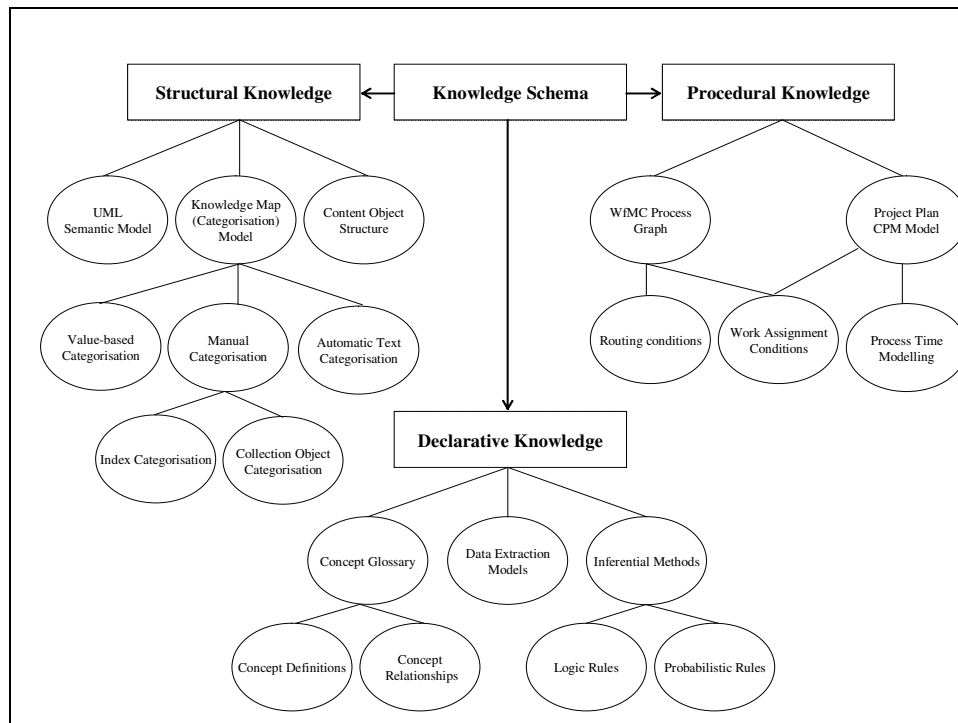 Structural Knowledge
Knowledge Schema
Procedural Knowledge
UML
Semantic Model
Knowledge Map
(Categorisation)
Model
Content Object
Structure
WfMC Process
Graph
Project Plan
CPM Model
Value-based
Categorisation
Manual
Categorisation
Automatic Text
Categorisation
Routing conditions
Work Assignment
Conditions
Process Time
Modelling
Index Categorisation
Collection Object
Categorisation
Declarative Knowledge
Concept Glossary
Data Extraction
Models
Inferential Methods
Concept Definitions
Concept
Relationships
Logic Rules
Probabilistic Rules